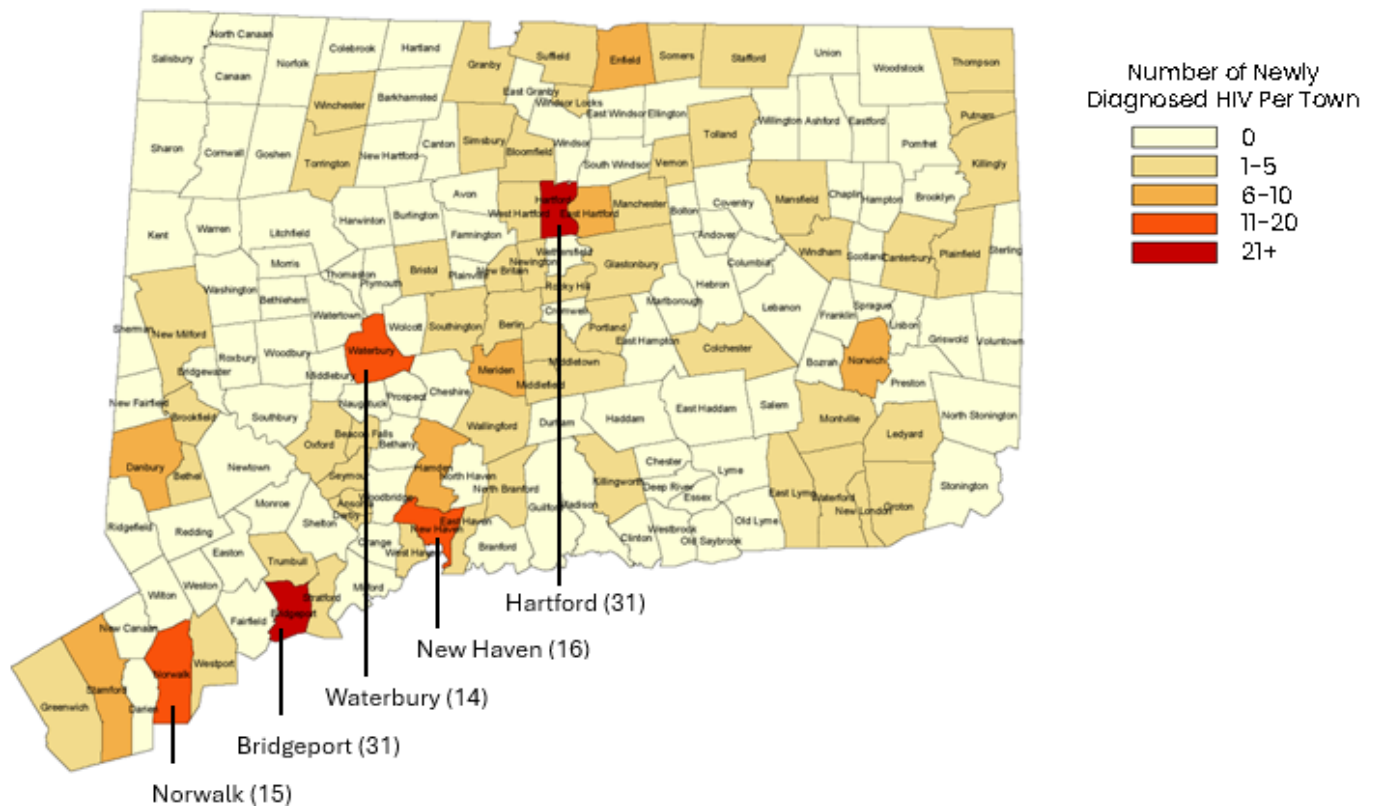 North Canaan
Colebrook
Hartland
Suffield
Enfield
Somers
Stafford
Union
Woodstock
Thompson
Salisbury
Canaan
Norfolk
Granby
East Granby
Windsor Locks
Winchester
Barkhamsted
East Windsor
Ellington
Willington
Ashford
Eastford
Putnam
Sharon
Cornwall
Goshen
Torrington
New Hartford
Canton
Simsbury
Bloomfield
Windsor
South Windsor
Vernon
Tolland
Pomfret
Killingly
Avon
West Hartford
Hartford
East Hartford
Manchester
Bolton
Coventry
Mansfield
Chaplin
Hampton
Brooklyn
Kent
Warren
Litchfield
Harwinton
Burlington
Farmington
Wethersfield
Newington
Glastonbury
Andover
Columbia
Windham
Scotland
Canterbury
Plainfield
Sterling
Morris
Thomaston
Plymouth
Bristol
Plainville
New Britain
Rocky Hill
Hebron
Marlborough
Lebanon
Washington
Bethlehem
Watertown
Wolcott
Southington
Berlin
Cromwell
Portland
East Hampton
Colchester
Franklin
Sprague
Lisbon
Griswold
Voluntown
Sherman
New Milford
Roxbury
Woodbury
Waterbury
Bridgewater
Middlebury
Meriden
Middletown
Middlefield
Bozrah
Norwich
Preston
New Fairfield
Brookfield
Southbury
Naugatuck
Prospect
Cheshire
Wallingford
Durham
Haddam
East Haddam
Salem
Montville
Ledyard
North Stonington
Danbury
Bethel
Newtown
Oxford
Beacon Falls
Bethany
Hamden
North Haven
North Branford
Killingworth
Chester
Deep River
Essex
Lyme
East Lyme
Waterford
New London
Groton
Stonington
Ridgefield
Redding
Monroe
Seymour
Ansonia
Derby
Woodbridge
Shelton
Orange
New Haven
East Haven
West Haven
Branford
Guilford
Madison
Clinton
Westbrook
Old Saybrook
Old Lyme
Easton
Trumbull
Milford
Wilton
Weston
Fairfield
Bridgeport
Stratford
New Canaan
Norwalk
Westport
Stamford
Darien
Greenwich
Hartford (31)
New Haven (16)
Waterbury (14)
Bridgeport (31)
Norwalk (15)
Number of Newly
Diagnosed HIV Per Town
0
1–5
6–10
11–20
21+